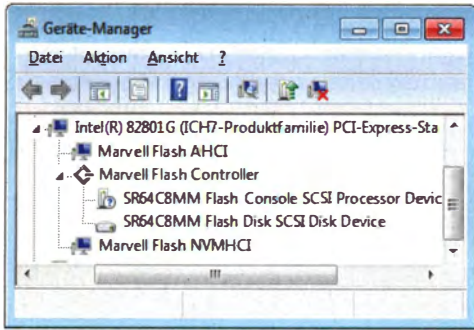 Geräte-Manager
Datei Aktion Ansicht ?
Intel(R) 82801G (ICH7-Produktfamilie) PCI-Express-Sta
Marvell Flash AHCI
Marvell Flash Controller
SR64C8MM Flash Console SCSI Processor Devic
SR64C8MM Flash Disk SCSI Disk Device
Marvell Flash NVMHCI